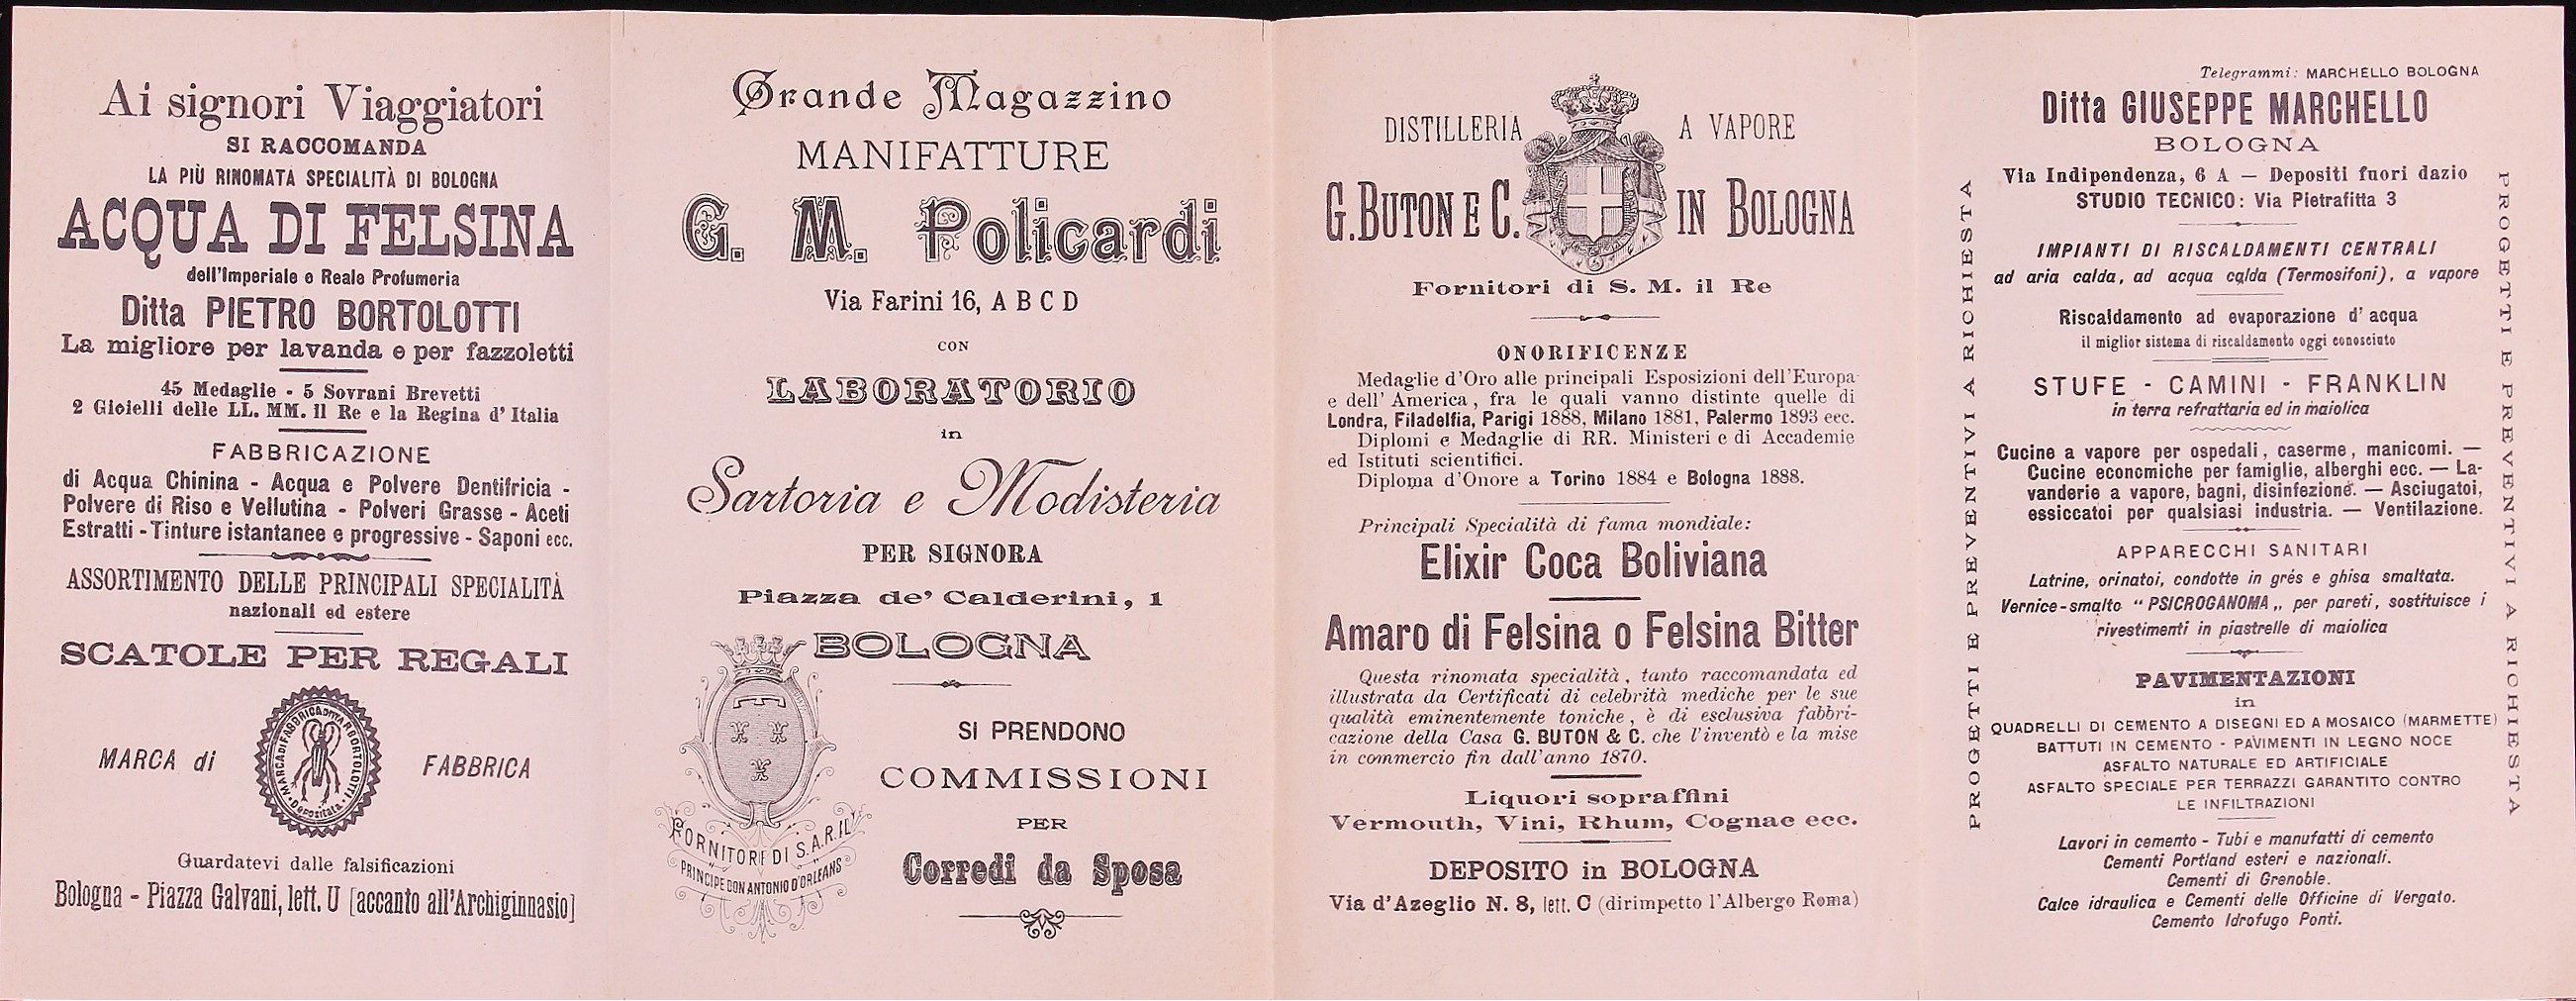 Ai signori Viaggiatori
SI RACCOMANDA
LA PIÙ RINOMATA SPECIALITÀ DI BOLOGNA
ACQUA DI FELSINA
dell'Imperiale e Reale Profumeria
Ditta PIETRO BORTOLOTTI
La migliore per lavanda e per fazzoletti
45 Medaglie - 5 Sovrani Brevetti
2 Gioielli delle LL. MM. il Re e la Regina d'Italia
FABBRICAZIONE
di Acqua Chinina - Acqua e Polvere Dentifricia -
Polvere di Riso e Vellutina - Polveri Grasse - Aceti
Estratti - Tinture istantanee e progressive - Saponi ecc.
ASSORTIMENTO DELLE PRINCIPALI SPECIALITÀ
nazionali ed estere
SCATOLE PER REGALI
MARCA di FABBRICA
MARCA DI FABBRICA DITTA P. BORTOLOTTI
Depositata
Guardatevi dalle falsificazioni
Bologna - Piazza Galvani, lett. U [accanto all'Archiginnasio]
Grande Magazzino
MANIFATTURE
G. M. Policardi
Via Farini 16, A B C D
CON
LABORATORIO
in
Sartoria e Modisteria
PER SIGNORA
Piazza de' Calderini, 1
BOLOGNA
SI PRENDONO
COMMISSIONI
PER
Corredi da Sposa
FORNITORI DI S.A.R. IL
PRINCIPE DON ANTONIO D'ORLEANS
DISTILLERIA A VAPORE
G. BUTON E C. IN BOLOGNA
Fornitori di S. M. il Re
ONORIFICENZE
Medaglie d'Oro alle principali Esposizioni dell'Europa
e dell'America, fra le quali vanno distinte quelle di
Londra, Filadelfia, Parigi 1888, Milano 1881, Palermo 1893 ecc.
Diplomi e Medaglie di RR. Ministeri e di Accademie
ed Istituti scientifici.
Diploma d'Onore a Torino 1884 e Bologna 1888.
Principali Specialità di fama mondiale:
Elixir Coca Boliviana
Amaro di Felsina o Felsina Bitter
Questa rinomata specialità, tanto raccomandata ed
illustrata da Certificati di celebrità mediche per le sue
qualità eminentemente toniche, è di esclusiva fabbri-
cazione della Casa G. BUTON & C. che l'inventò e la mise
in commercio fin dall'anno 1870.
Liquori sopraffini
Vermouth, Vini, Rhum, Cognac ecc.
DEPOSITO in BOLOGNA
Via d'Azeglio N. 8, lett. C (dirimpetto l'Albergo Roma)
PROGETTI E PREVENTIVI A RICHIESTA
Telegrammi: MARCHELLO BOLOGNA
Ditta GIUSEPPE MARCHELLO
BOLOGNA
Via Indipendenza, 6 A — Depositi fuori dazio
STUDIO TECNICO: Via Pietrafitta 3
IMPIANTI DI RISCALDAMENTI CENTRALI
ad aria calda, ad acqua calda (Termosifoni), a vapore
Riscaldamento ad evaporazione d'acqua
il miglior sistema di riscaldamento oggi conosciuto
STUFE - CAMINI - FRANKLIN
in terra refrattaria ed in maiolica
Cucine a vapore per ospedali, caserme, manicomi. —
Cucine economiche per famiglie, alberghi ecc. — La-
vanderie a vapore, bagni, disinfezione. — Asciugatoi,
essiccatoi per qualsiasi industria. — Ventilazione.
APPARECCHI SANITARI
Latrine, orinatoi, condotte in grés e ghisa smaltata.
Vernice-smalto "PSICROGANOMA„ per pareti, sostituisce i
rivestimenti in piastrelle di maiolica
PAVIMENTAZIONI
in
QUADRELLI DI CEMENTO A DISEGNI ED A MOSAICO (MARMETTE)
BATTUTI IN CEMENTO - PAVIMENTI IN LEGNO NOCE
ASFALTO NATURALE ED ARTIFICIALE
ASFALTO SPECIALE PER TERRAZZI GARANTITO CONTRO
LE INFILTRAZIONI
Lavori in cemento - Tubi e manufatti di cemento
Cementi Portland esteri e nazionali.
Cementi di Grenoble.
Calce idraulica e Cementi delle Officine di Vergato.
Cemento Idrofugo Ponti.
PROGETTI E PREVENTIVI A RICHIESTA